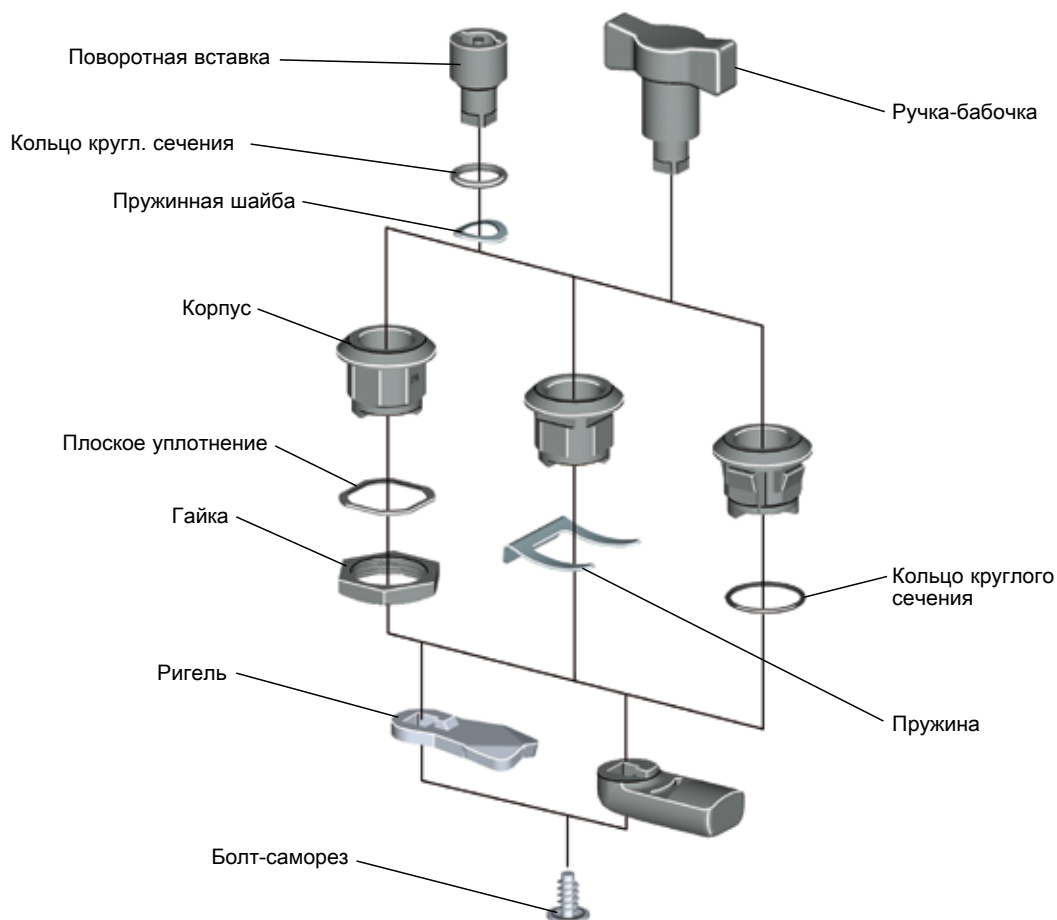 Поворотная вставка
Ручка-бабочка
Кольцо кругл. сечения
Пружинная шайба
Корпус
Плоское уплотнение
Гайка
Кольцо круглого
сечения
Ригель
Пружина
Болт-саморез